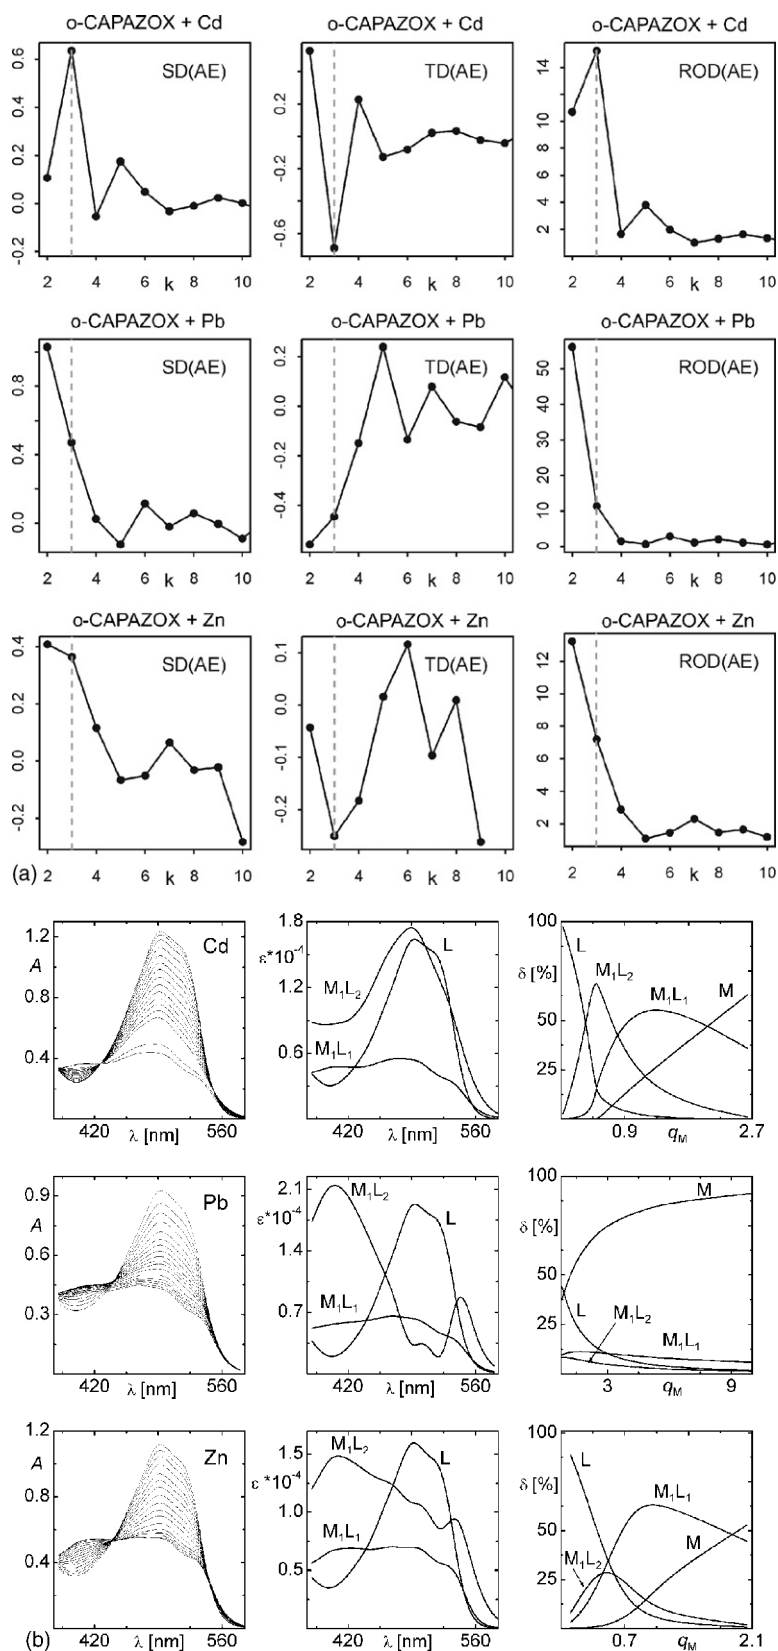 o-CAPAZOX + Cd
o-CAPAZOX + Cd
o-CAPAZOX + Cd
SD(AE)
TD(AE)
ROD(AE)
0.6
0.4
0.2
0.0
-0.2
0.2
-0.2
-0.6
14
10
8
6
4
2
2 4 6 k 8 10
2 4 6 k 8 10
2 4 6 k 8 10
o-CAPAZOX + Pb
o-CAPAZOX + Pb
o-CAPAZOX + Pb
SD(AE)
TD(AE)
ROD(AE)
0.8
0.4
0.0
0.2
0.0
-0.2
-0.4
50
40
30
20
10
0
2 4 6 k 8 10
2 4 6 k 8 10
2 4 6 k 8 10
o-CAPAZOX + Zn
o-CAPAZOX + Zn
o-CAPAZOX + Zn
SD(AE)
TD(AE)
ROD(AE)
0.4
0.2
0.0
-0.2
0.1
0.0
-0.1
-0.2
12
10
8
6
4
2
(a)
2 4 6 k 8 10
2 4 6 k 8 10
2 4 6 k 8 10
1.2
A
0.8
0.4
Cd
420 λ [nm] 560
1.8
ε*10-4
1.2
0.6
L
M1L2
M1L1
420 λ [nm] 560
100
δ [%]
50
25
L
M1L2
M1L1
M
0.9 qM 2.7
0.9
A
0.6
0.3
Pb
420 λ [nm] 560
2.1
ε*10-4
1.4
0.7
M1L2
L
M1L1
420 λ [nm] 560
100
δ [%]
50
25
M
L
M1L2
M1L1
3 qM 9
1.2
A
0.8
0.4
Zn
420 λ [nm] 560
1.5
ε*10-4
1.0
0.5
M1L2
L
M1L1
420 λ [nm] 560
100
δ [%]
50
25
L
M1L1
M
M1L2
0.7 qM 2.1
(b)